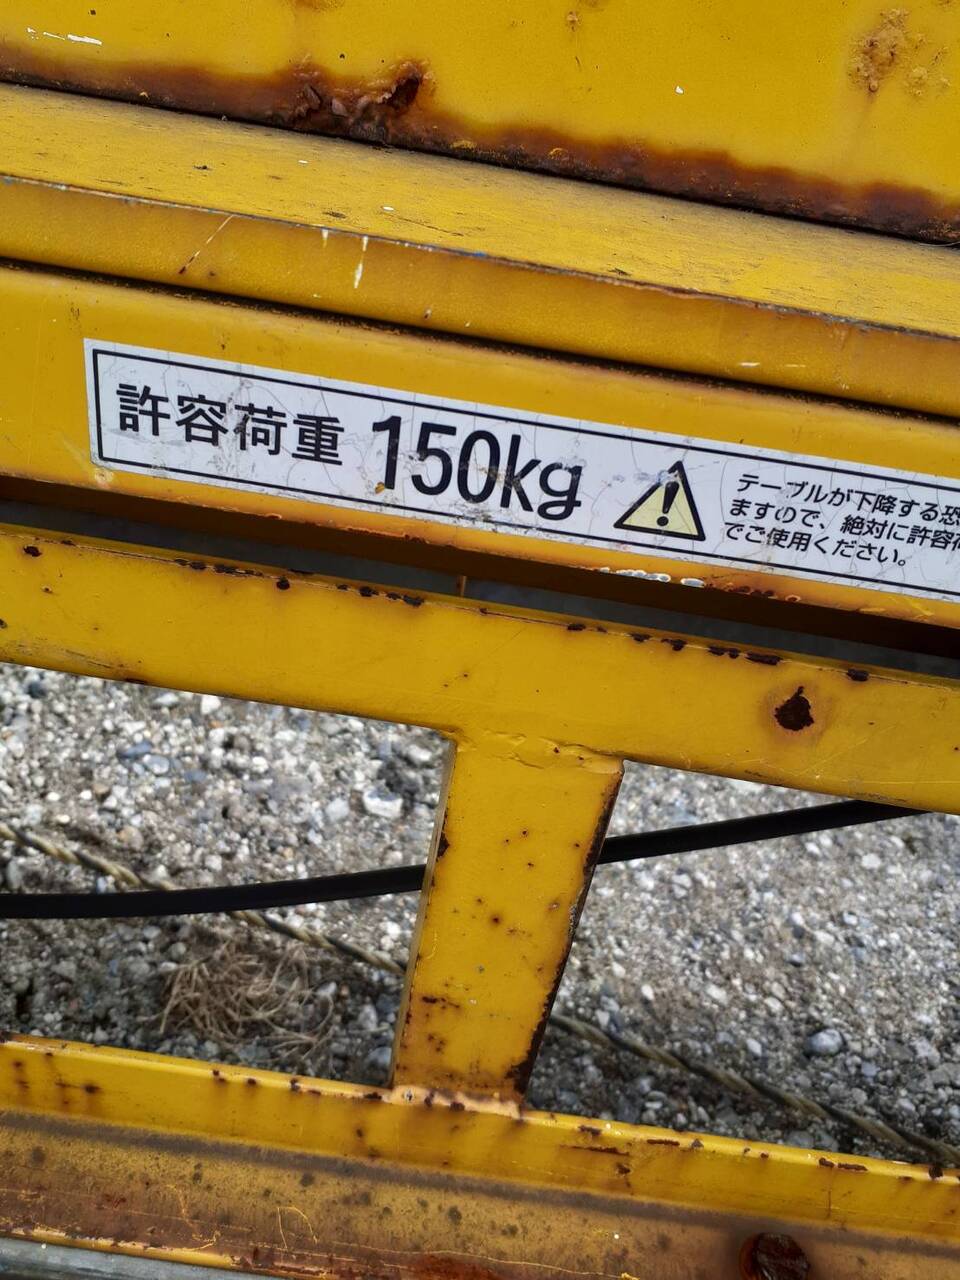 許容荷重 150kg
テーブルが下降する恐
ますので、絶対に許容荷
でご使用ください。